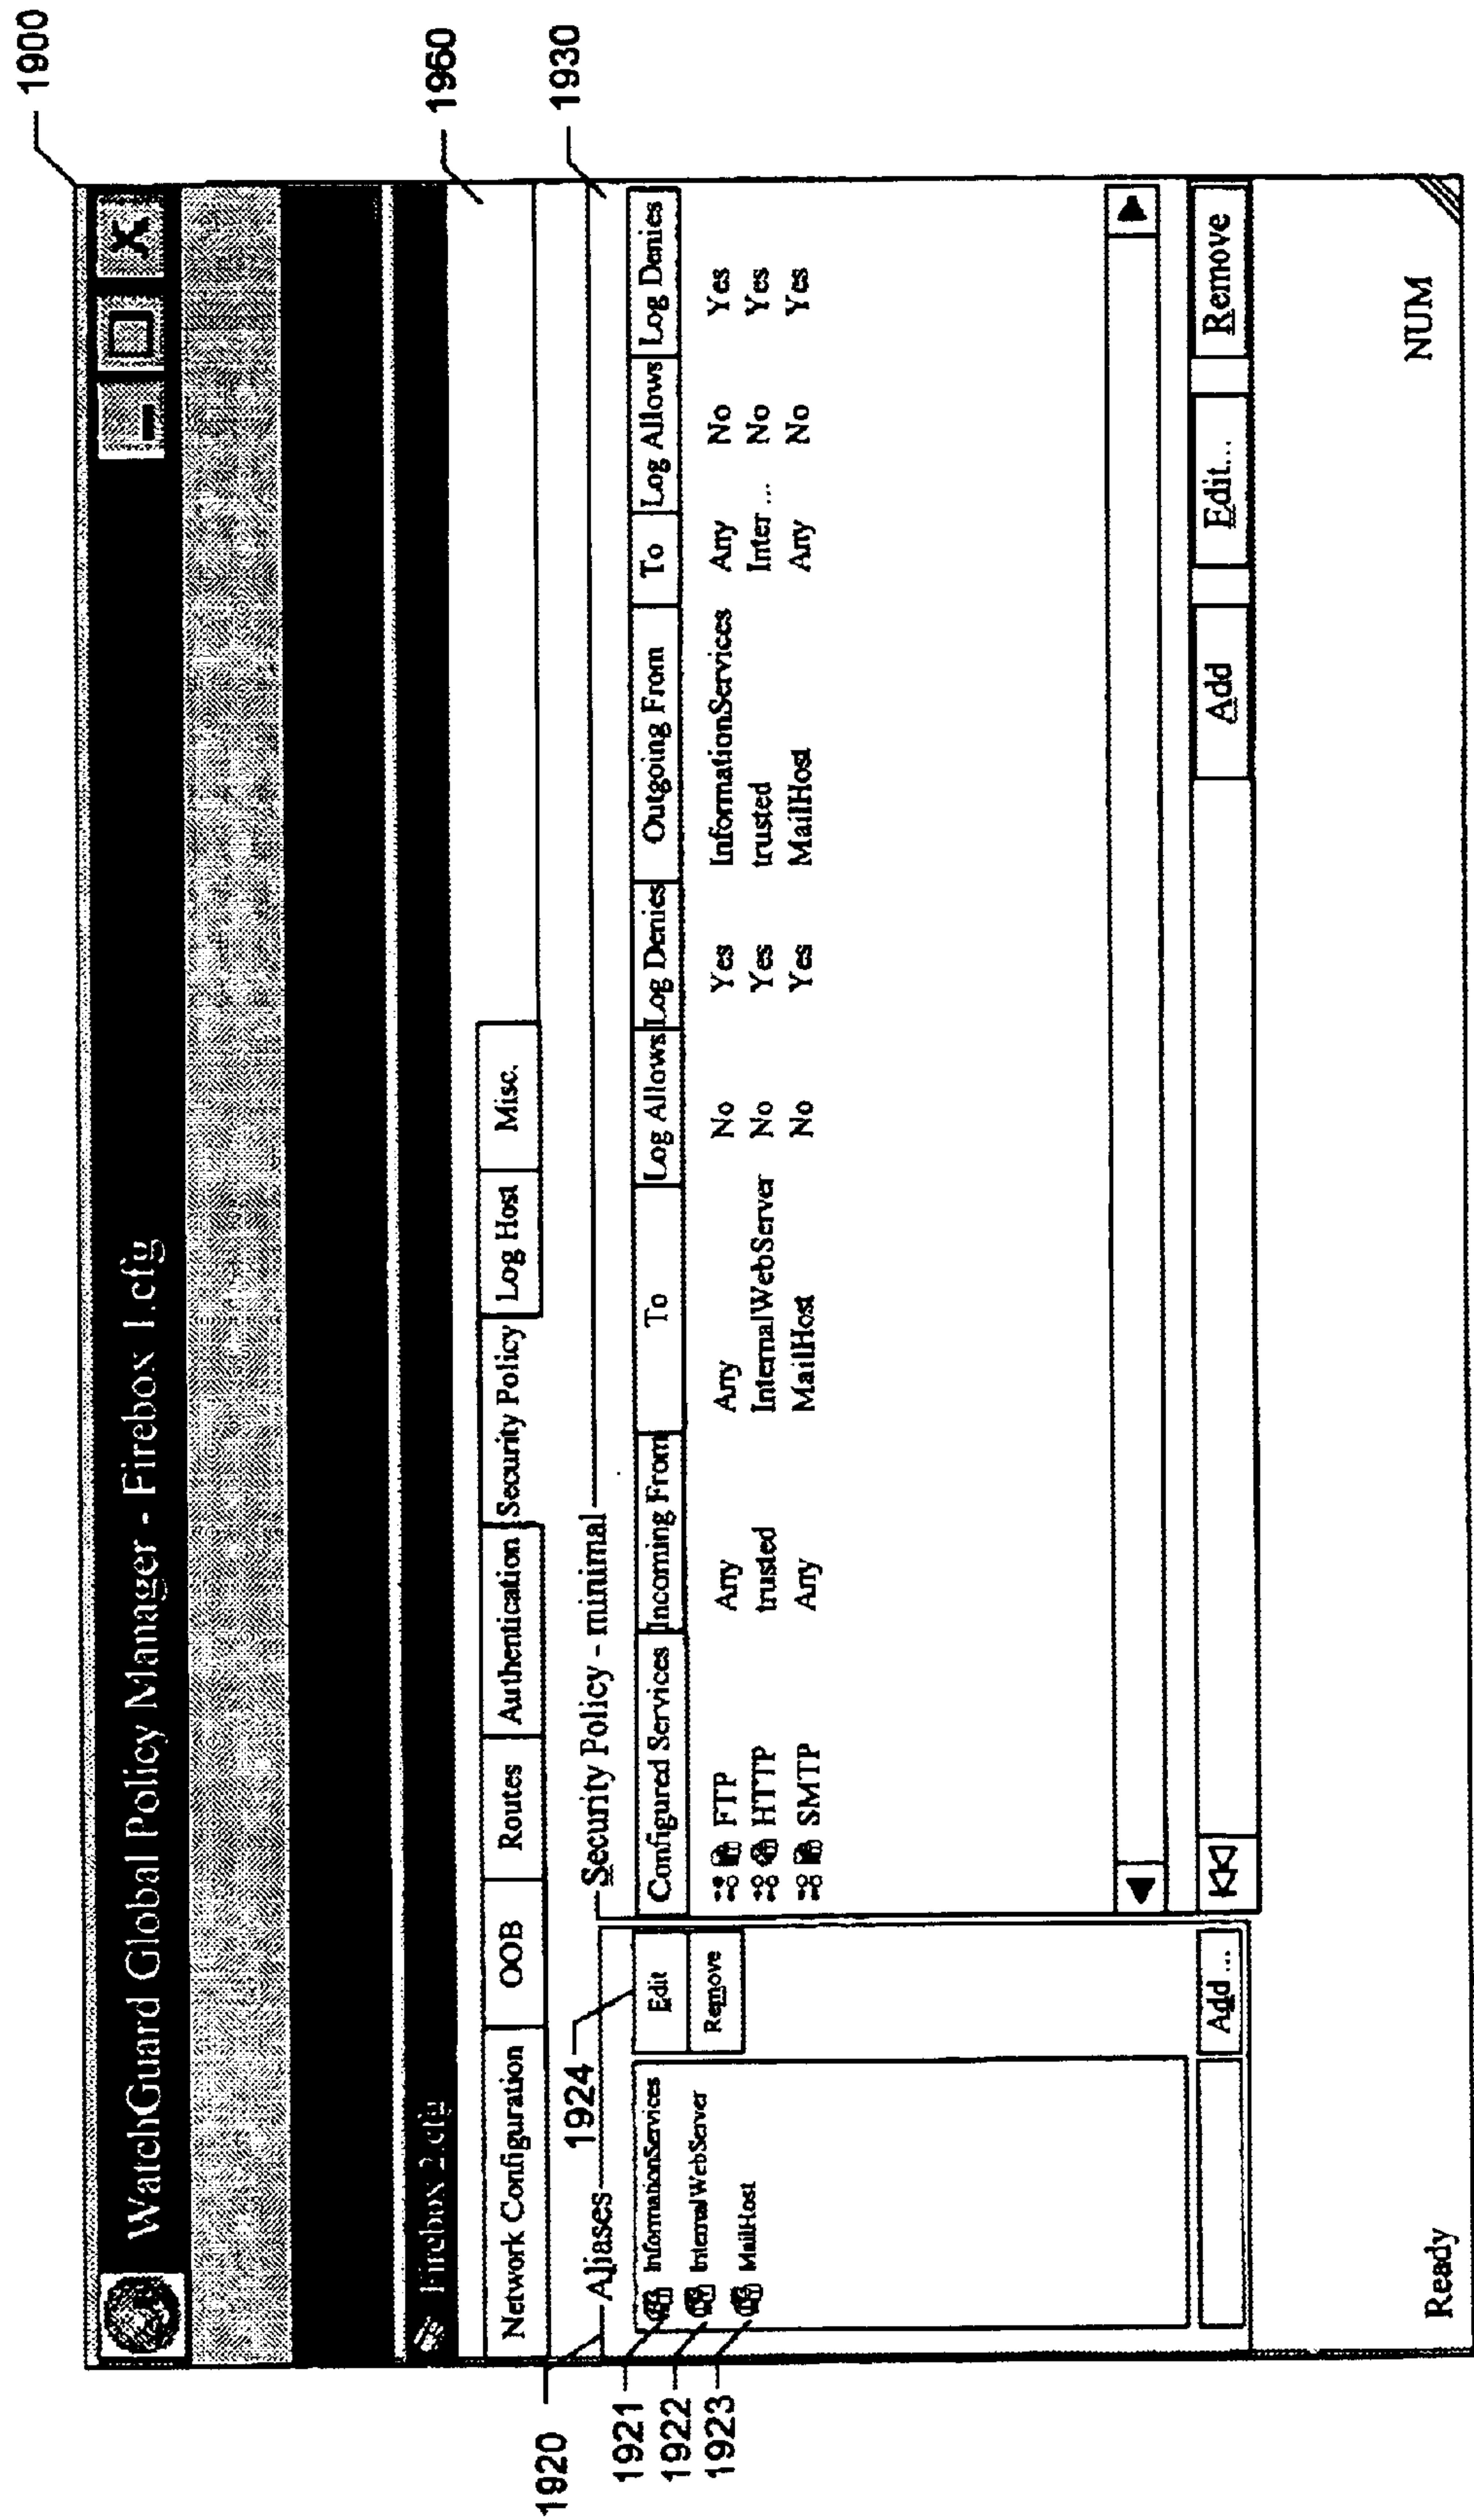 1900
WatchGuard Global Policy Manager - Firebox 1.cfg
Firebox 2.cfg
1960
Network Configuration OOB Routes Authentication Security Policy Log Host Misc.
1924
1930
1920
Aliases
Security Policy - minimal
1921
1922
1923
InformationServices
InternalWebServer
MailHost
Edit
Remove
Add ...
Configured Services Incoming From To Log Allows Log Denies Outgoing From To Log Allows Log Denies
FTP Any Any No Yes InformationServices Any No Yes
HTTP trusted InternalWebServer No Yes trusted Inter ... No Yes
SMTP Any MailHost No Yes MailHost Any No Yes
Add Edit... Remove
Ready NUM